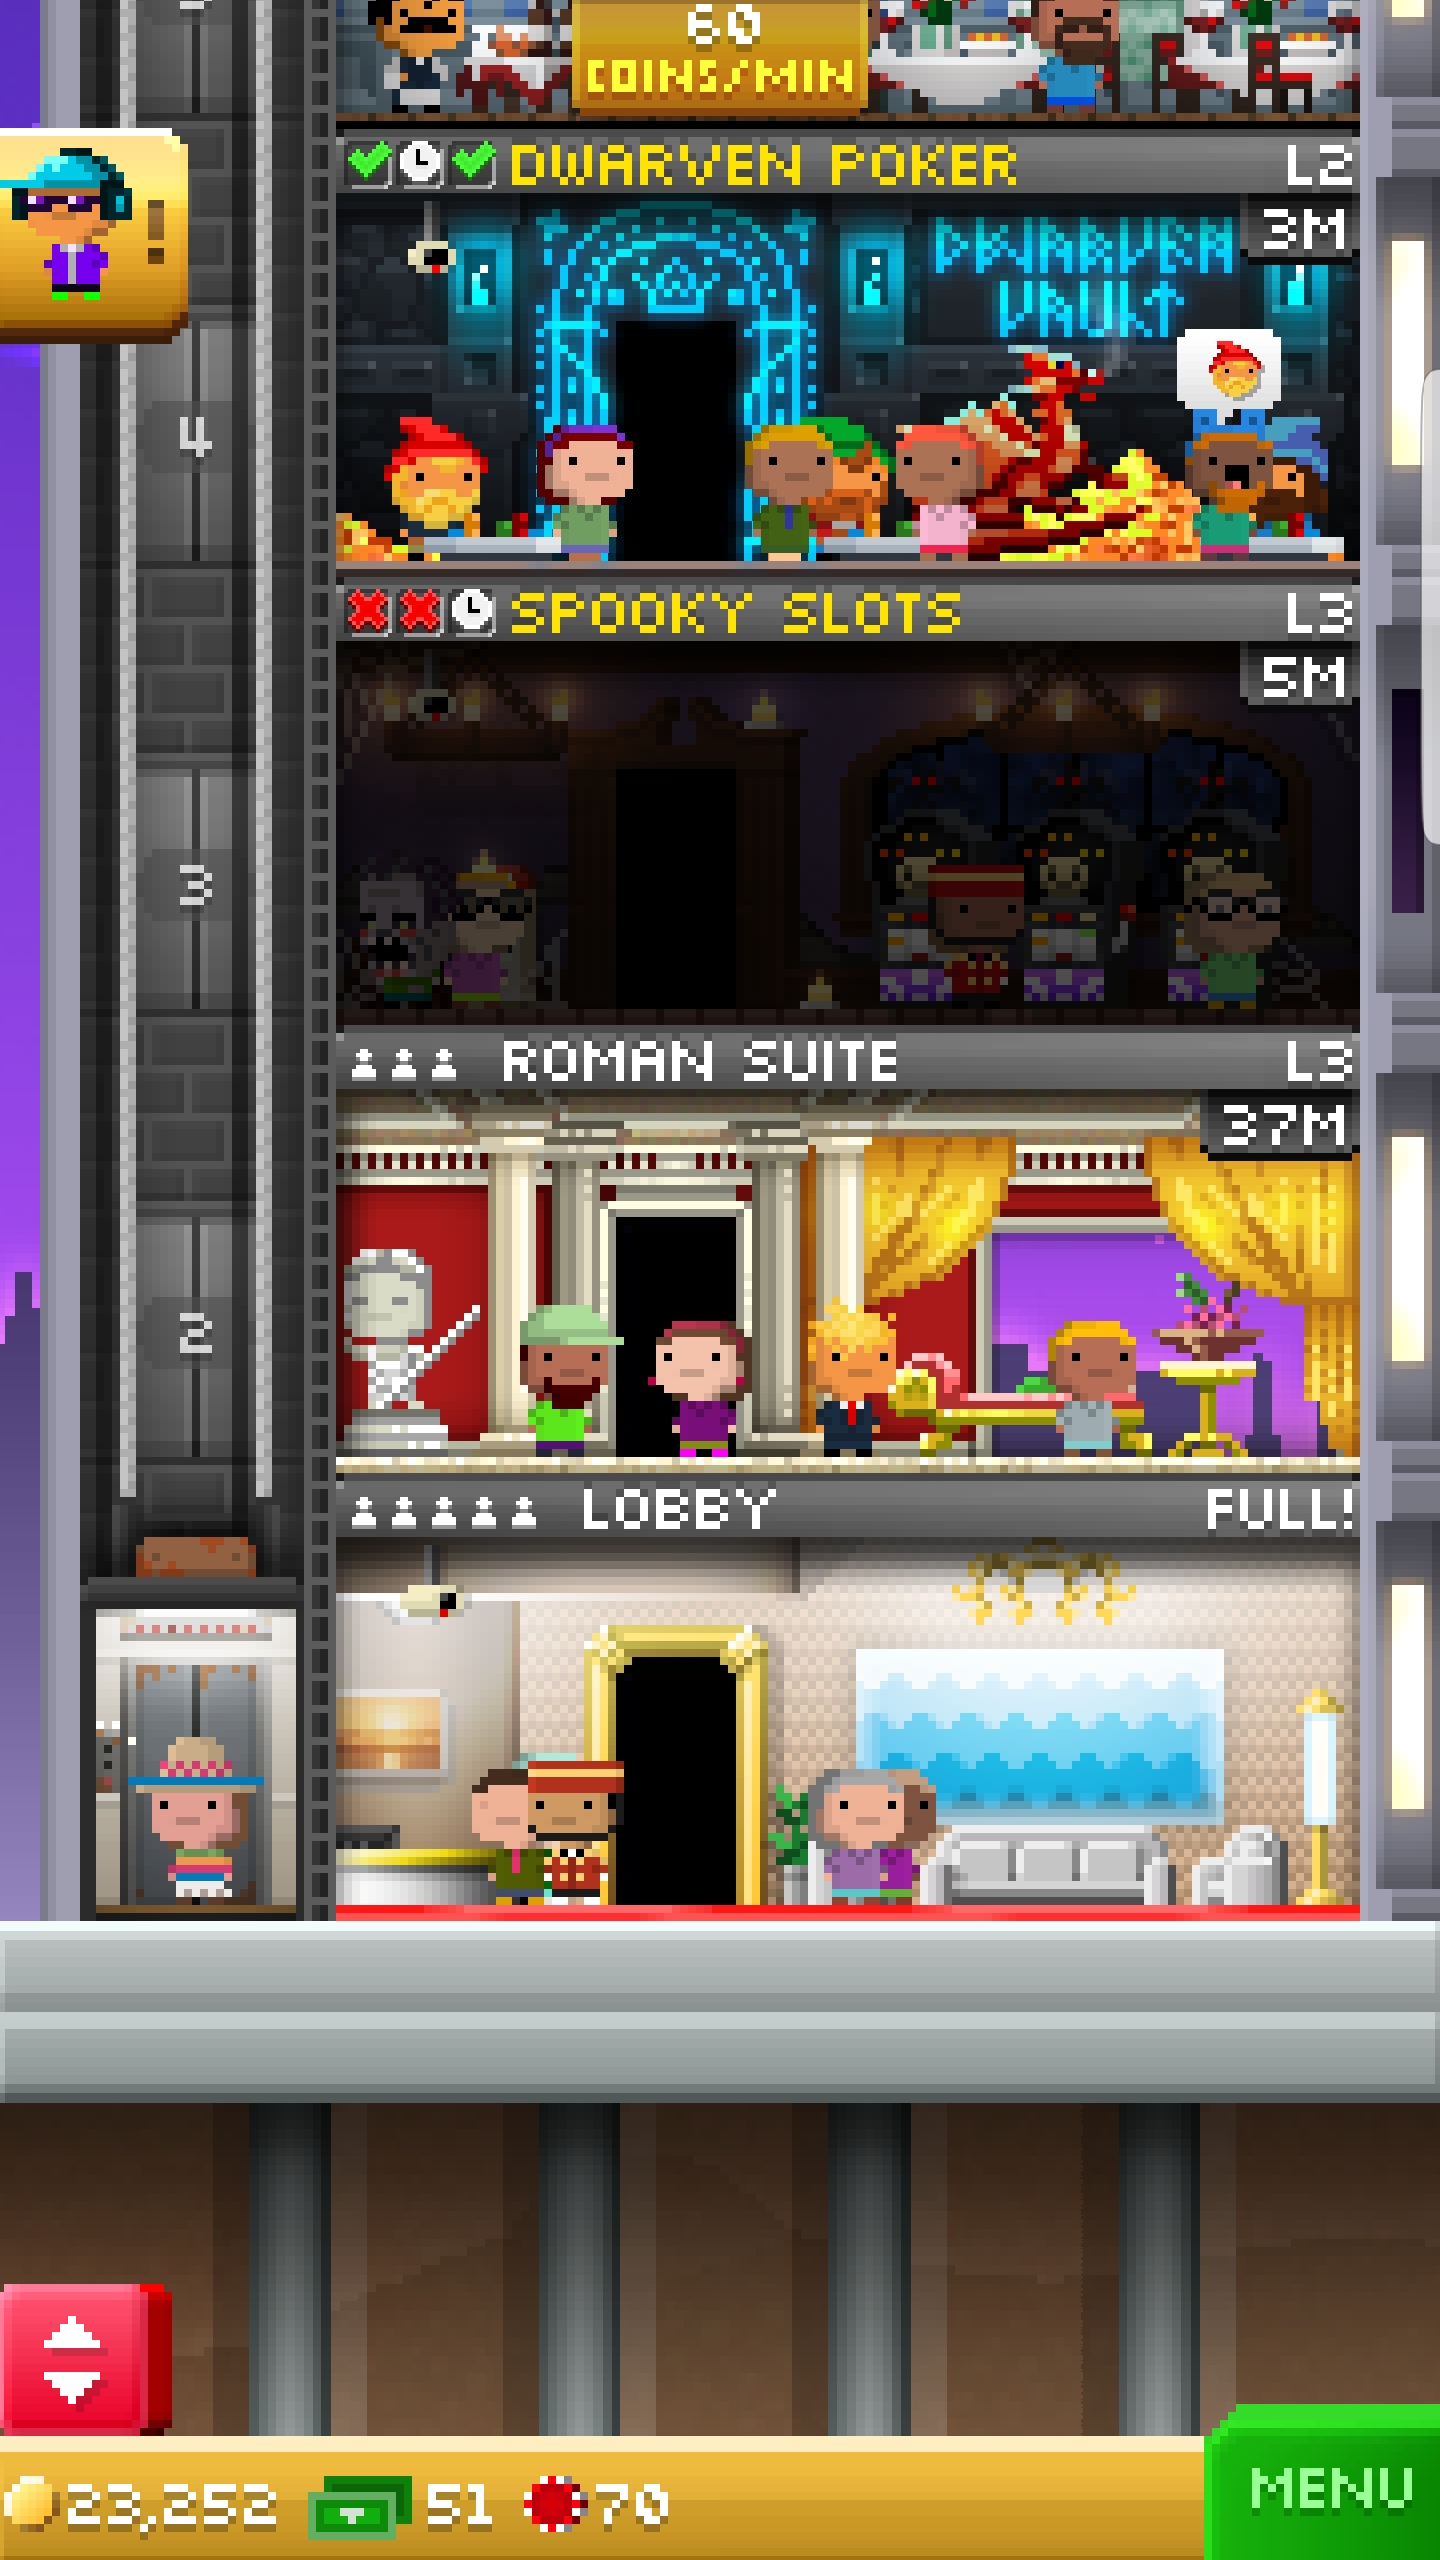 60
COINS/MIN
!
DWARVEN POKER L2
3M
DWARVEN
VAULT
4
SPOOKY SLOTS L3
5M
3
ROMAN SUITE L3
37M
2
LOBBY FULL!
23,252 51 70
MENU